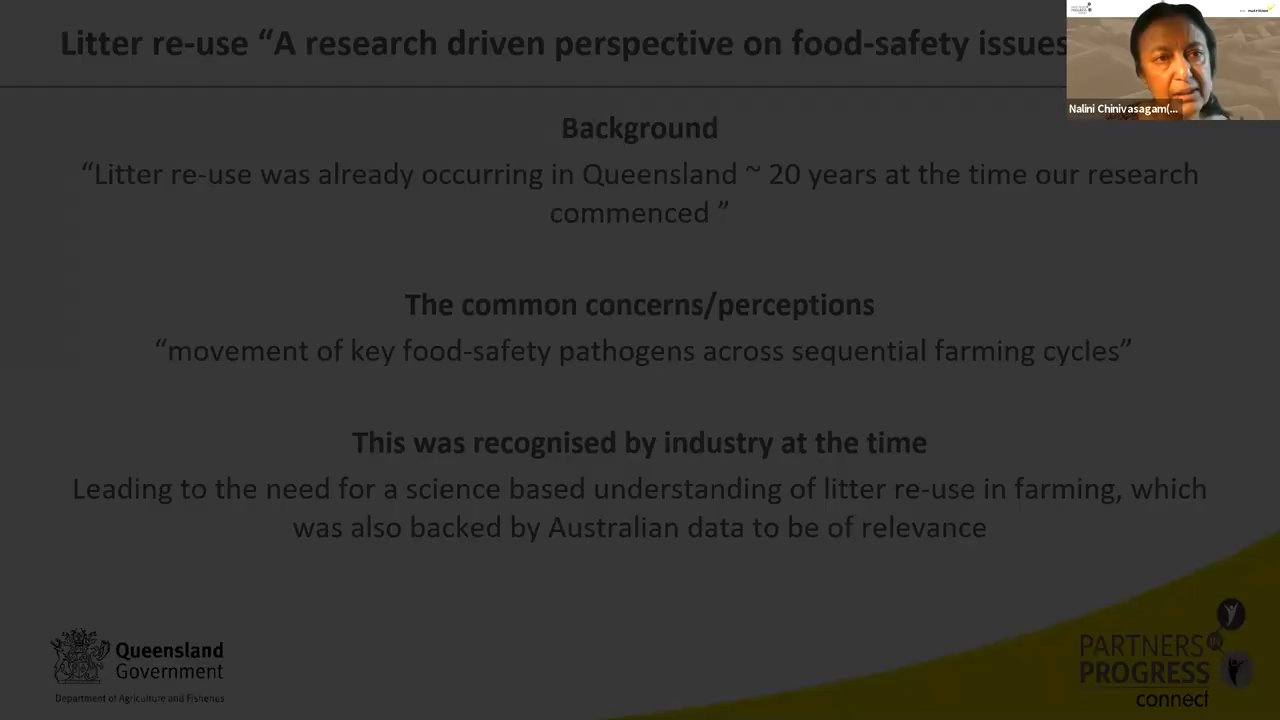 Litter re-use “A research driven perspective on food-safety issues
Nalini Chinivasagam(...
Background
“Litter re-use was already occurring in Queensland ~ 20 years at the time our research
commenced ”
The common concerns/perceptions
“movement of key food-safety pathogens across sequential farming cycles”
This was recognised by industry at the time
Leading to the need for a science based understanding of litter re-use in farming, which
was also backed by Australian data to be of relevance
Queensland
Government
Department of Agriculture and Fisheries
PARTNERS IN
PROGRESS
connect